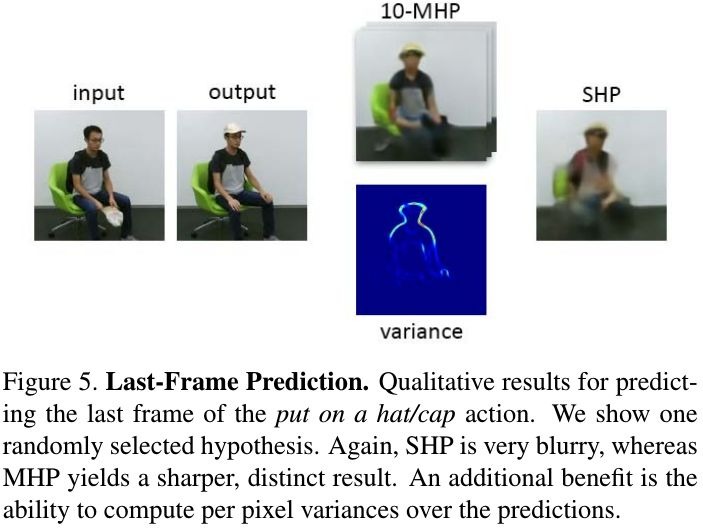 10-MHP
input
output
SHP
variance
Figure 5. Last-Frame Prediction. Qualitative results for predict-
ing the last frame of the put on a hat/cap action. We show one
randomly selected hypothesis. Again, SHP is very blurry, whereas
MHP yields a sharper, distinct result. An additional benefit is the
ability to compute per pixel variances over the predictions.